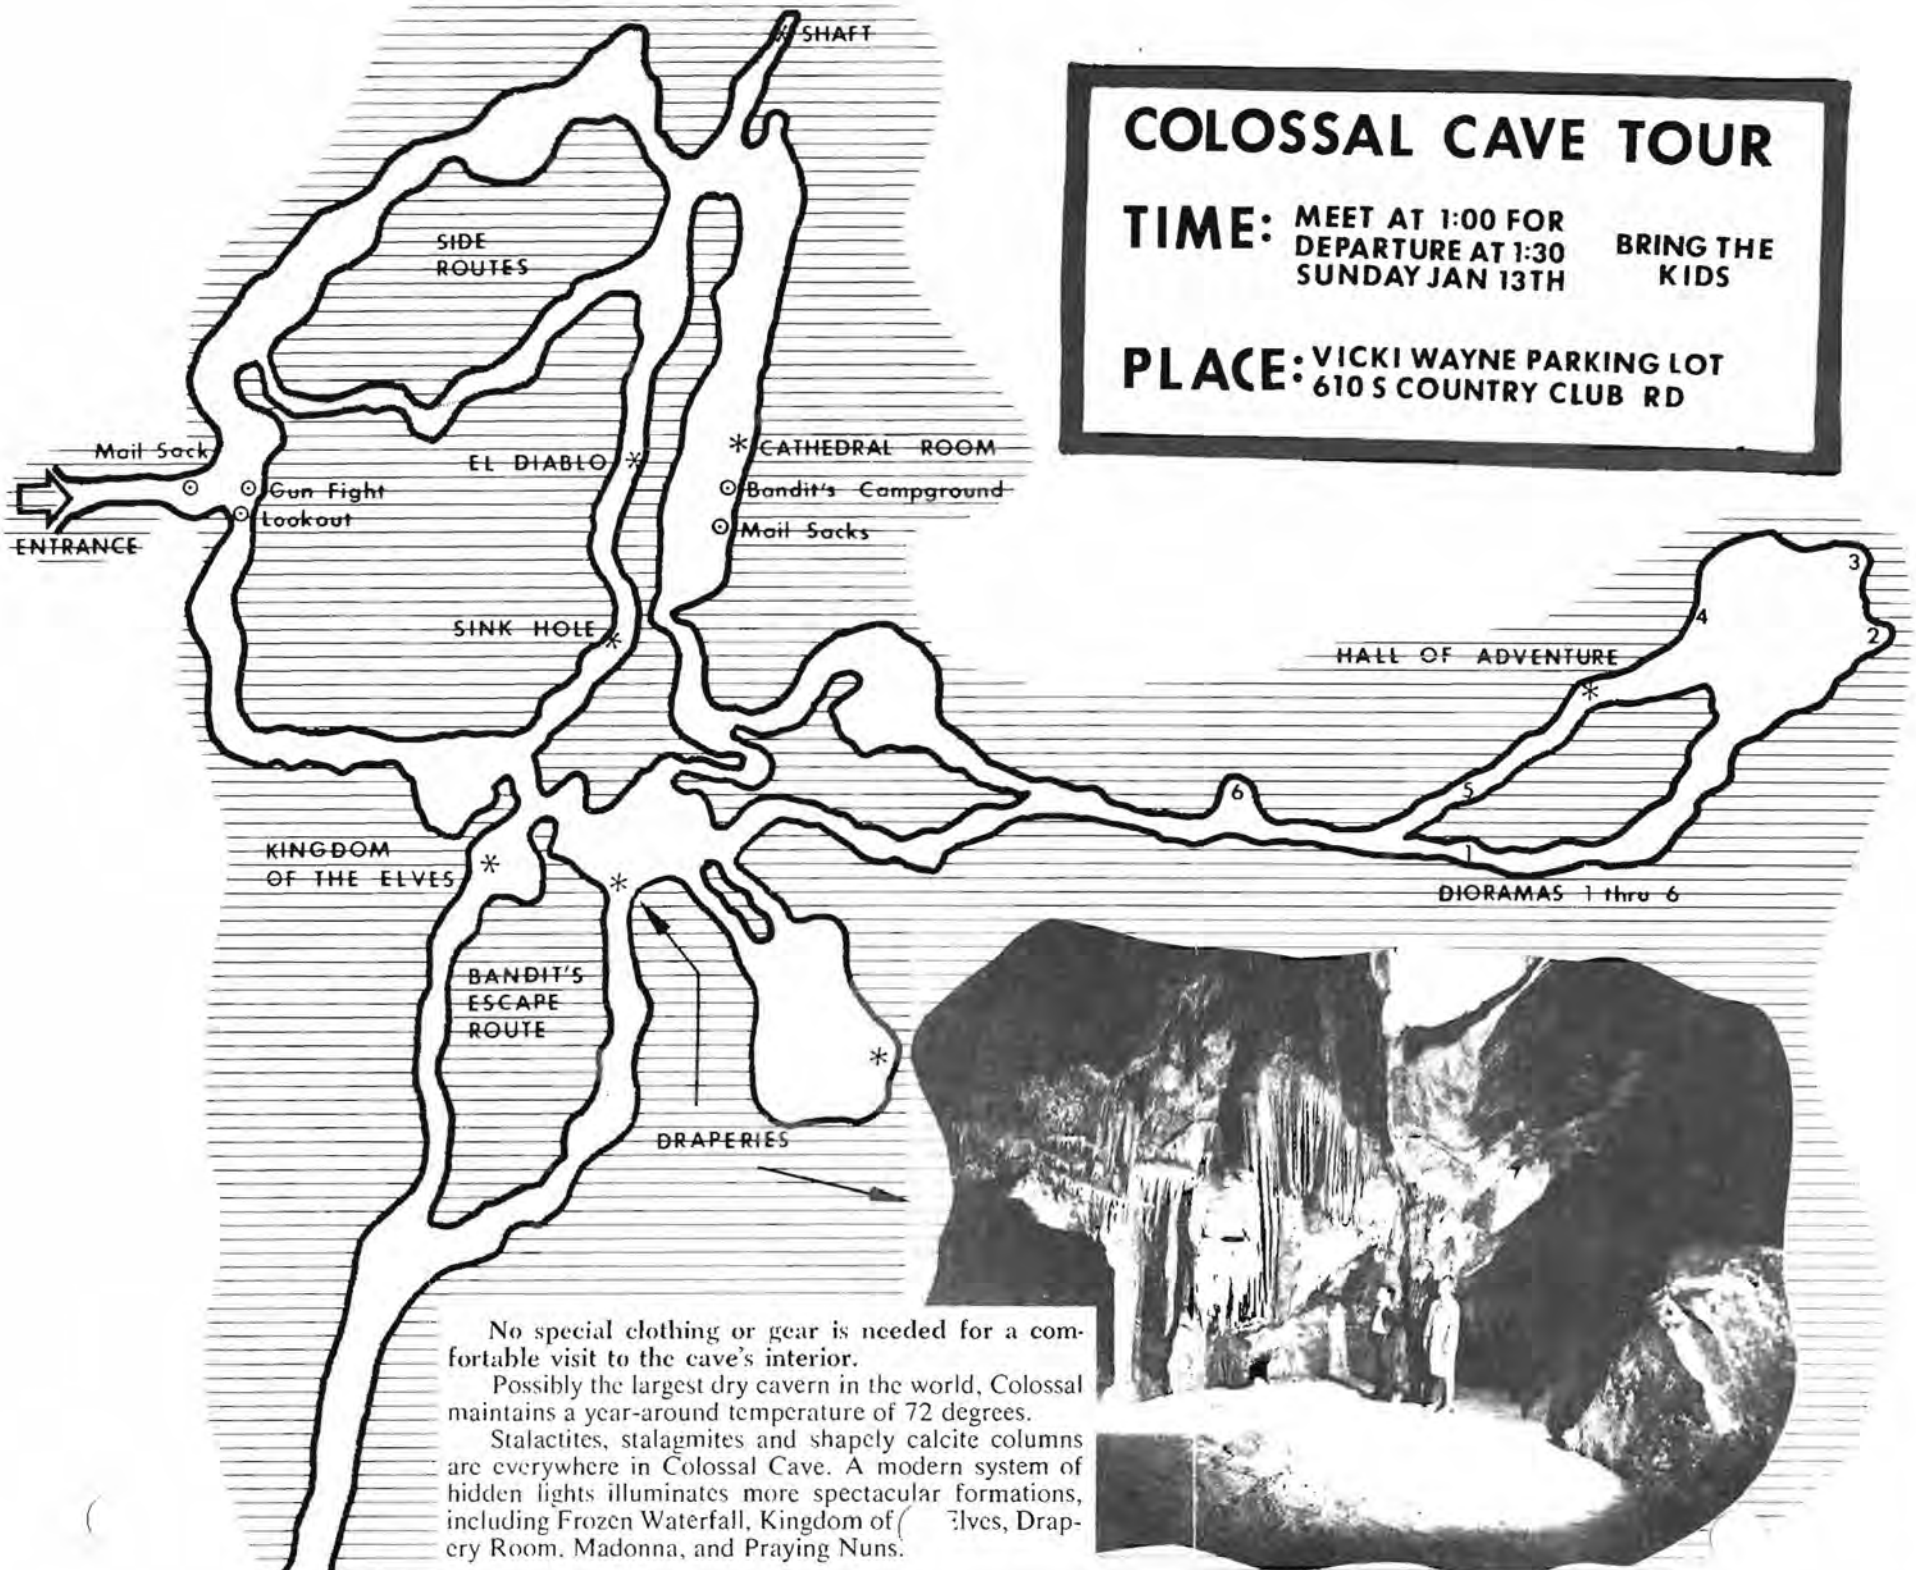 SHAFT
COLOSSAL CAVE TOUR
TIME: MEET AT 1:00 FOR
DEPARTURE AT 1:30
SUNDAY JAN 13TH
BRING THE
KIDS
PLACE: VICKI WAYNE PARKING LOT
610 S COUNTRY CLUB RD
SIDE
ROUTES
Mail Sack
EL DIABLO
CATHEDRAL ROOM
Gun Fight
Bandit's Campground
Lookout
Mail Sacks
ENTRANCE
SINK HOLE
3
4
2
HALL OF ADVENTURE
6
5
1
KINGDOM
OF THE ELVES
DIORAMAS 1 thru 6
BANDIT'S
ESCAPE
ROUTE
DRAPERIES
No special clothing or gear is needed for a com-
fortable visit to the cave's interior.
Possibly the largest dry cavern in the world, Colossal
maintains a year-around temperature of 72 degrees.
Stalactites, stalagmites and shapely calcite columns
are everywhere in Colossal Cave. A modern system of
hidden lights illuminates more spectacular formations,
including Frozen Waterfall, Kingdom of Elves, Drap-
ery Room, Madonna, and Praying Nuns.